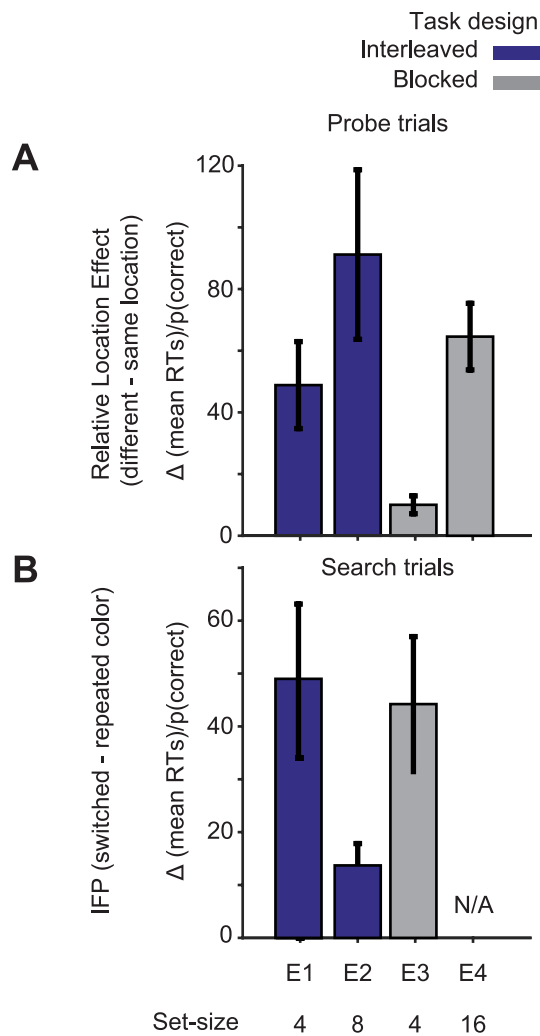 Task design
Interleaved
Blocked
Probe trials
A
Relative Location Effect
(different - same location)
Δ (mean RTs)/p(correct)
120
80
40
0
B
Search trials
IFP (switched - repeated color)
Δ (mean RTs)/p(correct)
60
40
20
0
N/A
E1 E2 E3 E4
Set-size 4 8 4 16